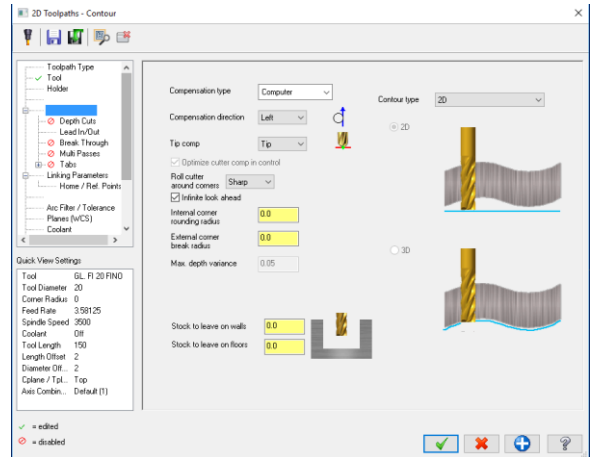 2D Toolpaths - Contour
Toolpath Type
Tool
Holder
Depth Cuts
Lead In/Out
Break Through
Multi Passes
Tabs
Linking Parameters
Home / Ref. Points
Arc Filter / Tolerance
Planes (WCS)
Coolant
Quick View Settings
Tool GL. FI 20 FINO
Tool Diameter 20
Corner Radius 0
Feed Rate 3.58125
Spindle Speed 3500
Coolant Off
Tool Length 150
Length Offset 2
Diameter Off... 2
Cplane / Tpl... Top
Axis Combin... Default (1)
= edited
= disabled
Compensation type Computer
Compensation direction Left
Tip comp Tip
Optimize cutter comp in control
Roll cutter
around corners Sharp
Infinite look ahead
Internal corner
rounding radius 0.0
External corner
break radius 0.0
Max. depth variance 0.05
Stock to leave on walls 0.0
Stock to leave on floors 0.0
Contour type 2D
2D
3D